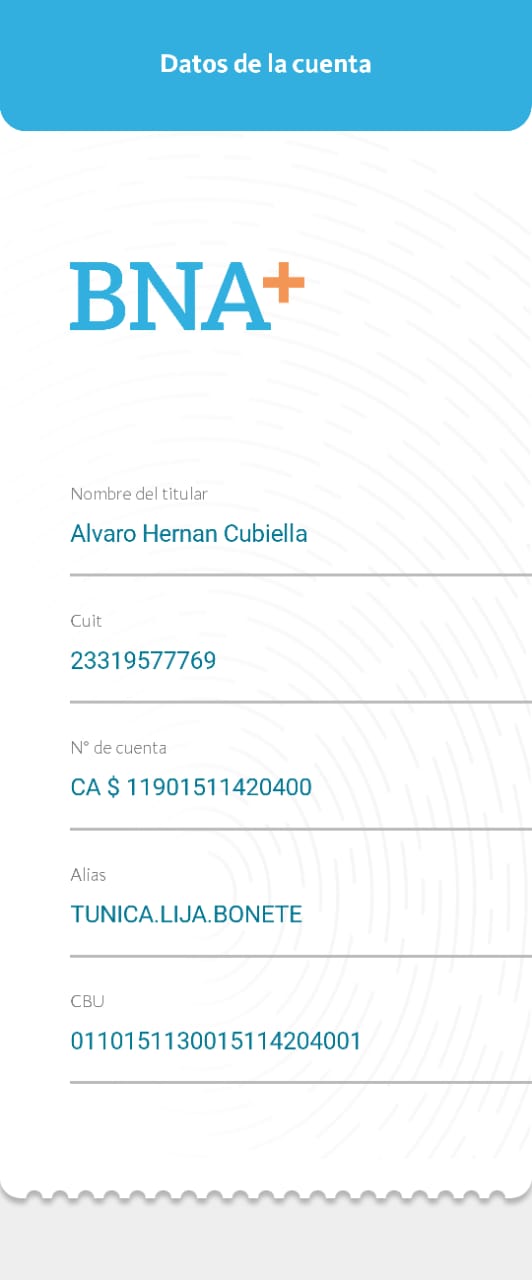 Datos de la cuenta
BNA+
Nombre del titular
Alvaro Hernan Cubiella
Cuit
23319577769
N° de cuenta
CA $ 11901511420400
Alias
TUNICA.LIJA.BONETE
CBU
0110151130015114204001